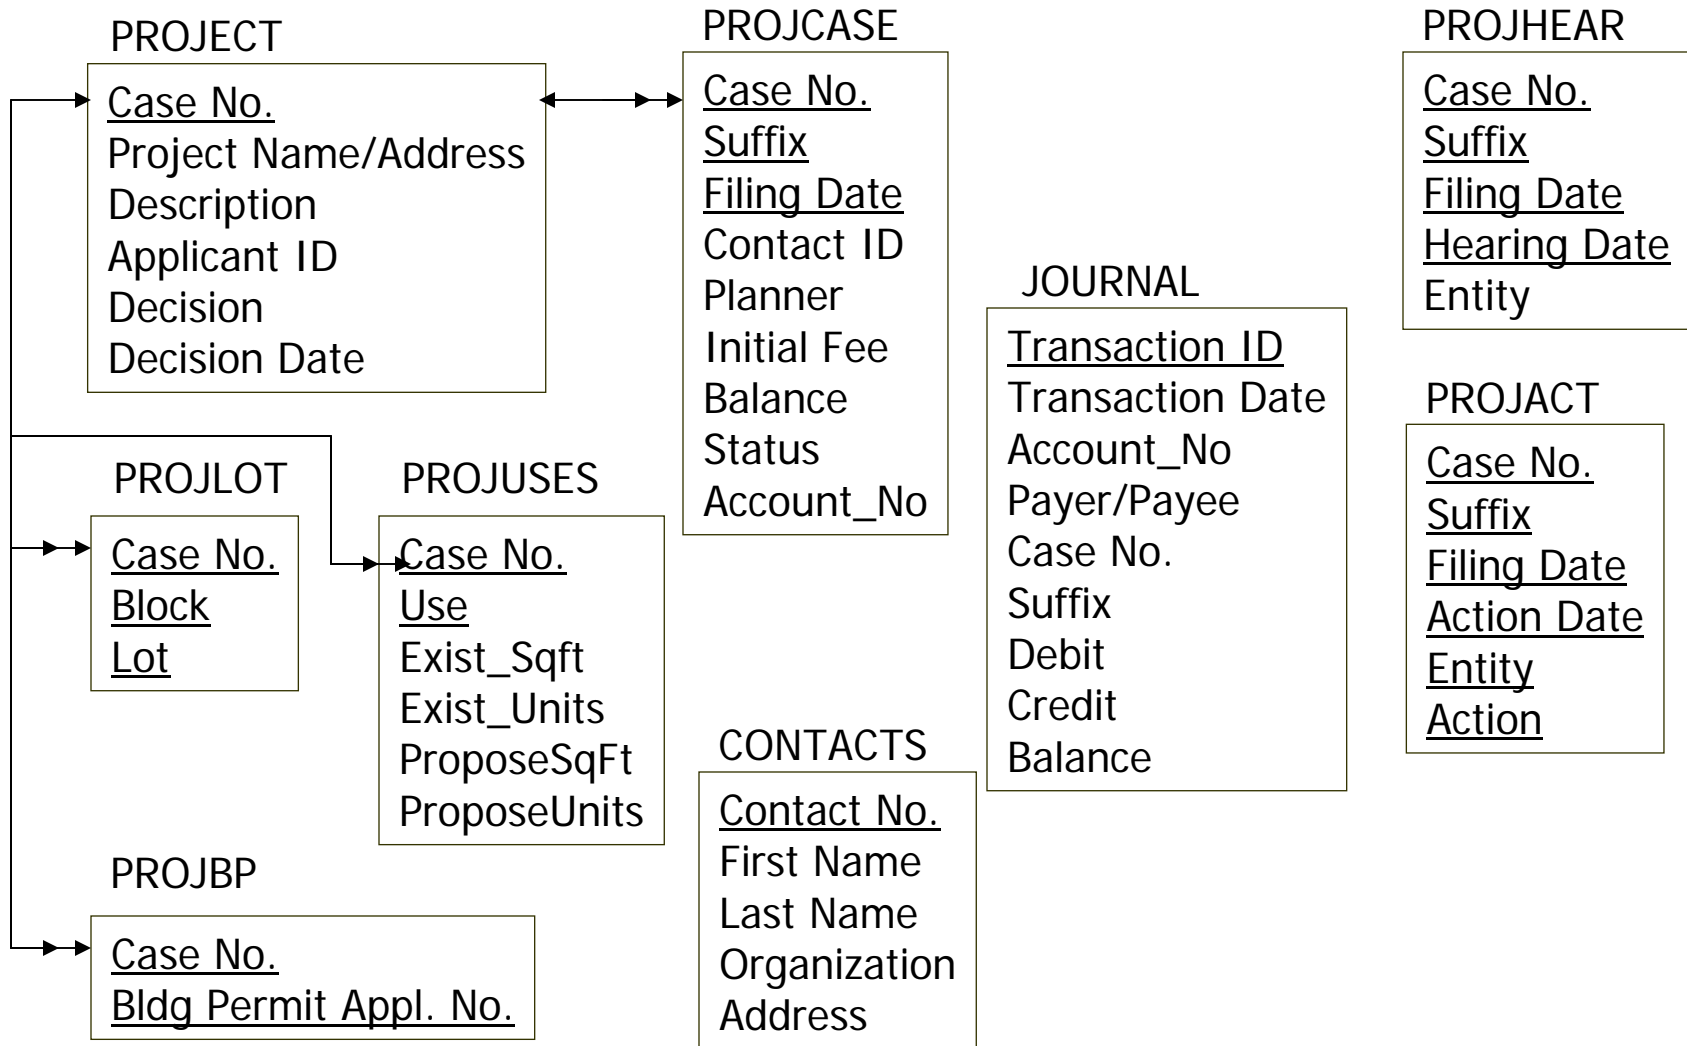 PROJECT
Case No.
Project Name/Address
Description
Applicant ID
Decision
Decision Date
PROJCASE
Case No.
Suffix
Filing Date
Contact ID
Planner
Initial Fee
Balance
Status
Account_No
PROJHEAR
Case No.
Suffix
Filing Date
Hearing Date
Entity
JOURNAL
Transaction ID
Transaction Date
Account_No
Payer/Payee
Case No.
Suffix
Debit
Credit
Balance
PROJACT
Case No.
Suffix
Filing Date
Action Date
Entity
Action
PROJLOT
Case No.
Block
Lot
PROJUSES
Case No.
Use
Exist_Sqft
Exist_Units
ProposeSqFt
ProposeUnits
CONTACTS
Contact No.
First Name
Last Name
Organization
Address
PROJBP
Case No.
Bldg Permit Appl. No.